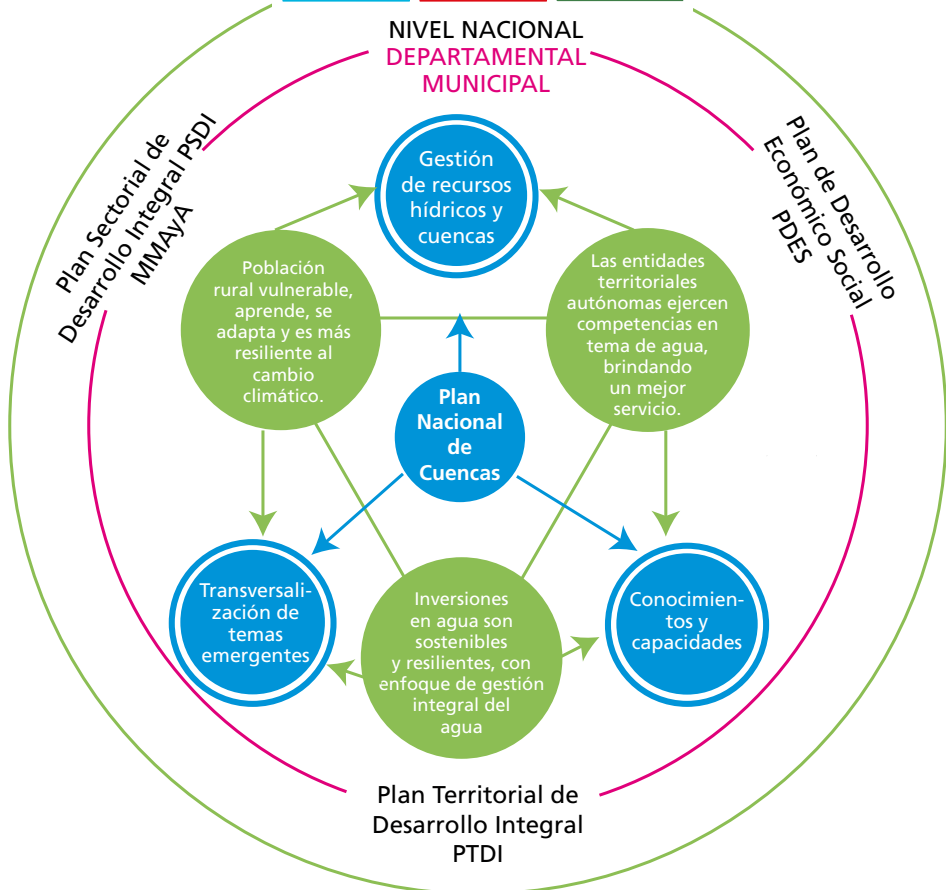 NIVEL NACIONAL
DEPARTAMENTAL
MUNICIPAL
Plan Sectorial de
Desarrollo Integral PSDI
MMAyA
Plan de Desarrollo
Económico Social
PDES
Gestión
de recursos
hídricos y
cuencas
Población
rural vulnerable,
aprende, se
adapta y es más
resiliente al
cambio
climático.
Las entidades
territoriales
autónomas ejercen
competencias en
tema de agua,
brindando
un mejor
servicio.
Plan
Nacional
de
Cuencas
Transversali-
zación de
temas
emergentes
Inversiones
en agua son
sostenibles
y resilientes, con
enfoque de gestión
integral del
agua
Conocimien-
tos y
capacidades
Plan Territorial de
Desarrollo Integral
PTDI